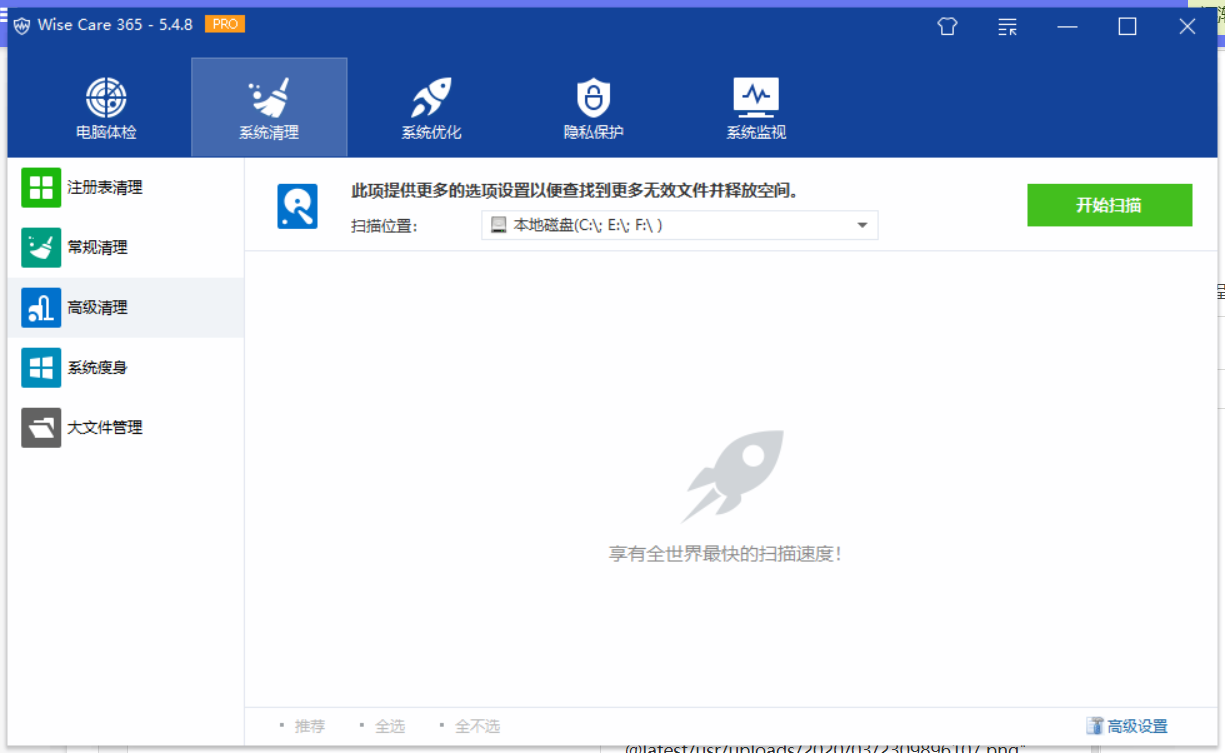 Wise Care 365 - 5.4.8 PRO
电脑体检
系统清理
系统优化
隐私保护
系统监视
注册表清理
常规清理
高级清理
系统瘦身
大文件管理
此项提供更多的选项设置以便查找到更多无效文件并释放空间。
扫描位置：
本地磁盘(C:\; E:\; F:\ )
开始扫描
享有全世界最快的扫描速度！
推荐
全选
全不选
高级设置
@latest/usr/uploads/2020/03/2309896107.png"